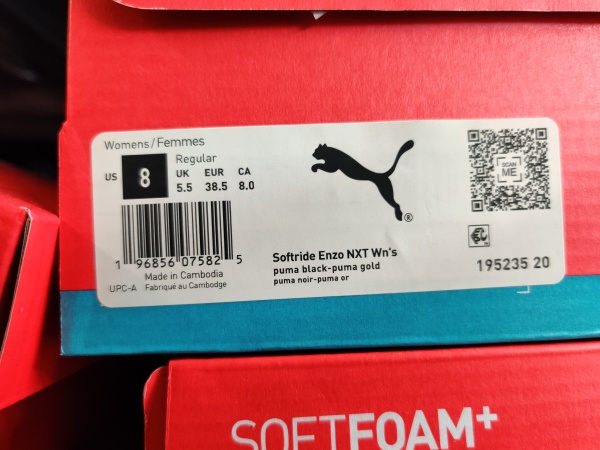 Womens/Femmes
Regular
US 8 UK EUR CA
5.5 38.5 8.0
1 96856 07582 5
Made in Cambodia
UPC-A Fabriqué au Cambodge
®
Softride Enzo NXT Wn's
puma black-puma gold
puma noir-puma or
SCAN
ME
195235 20
SOFTFOAM+